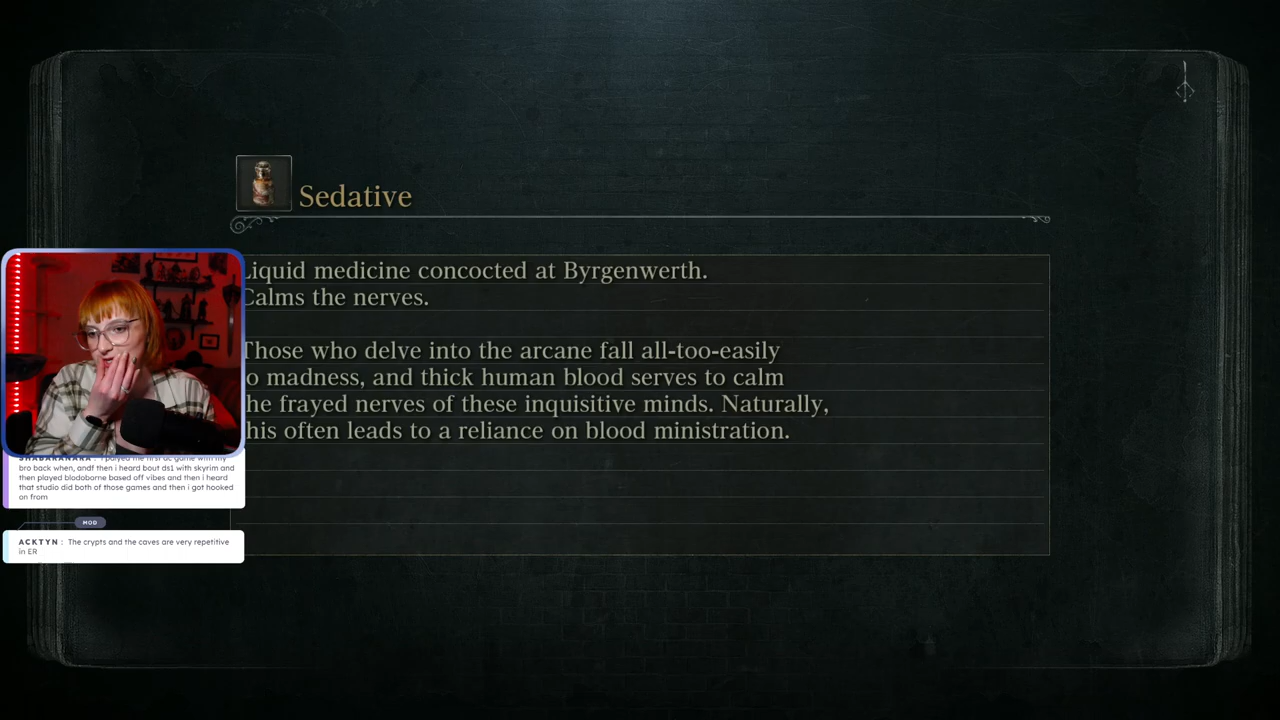 Sedative
Liquid medicine concocted at Byrgenwerth.
Calms the nerves.
Those who delve into the arcane fall all-too-easily
o madness, and thick human blood serves to calm
he frayed nerves of these inquisitive minds. Naturally,
his often leads to a reliance on blood ministration.
bro back when, andf then i heard bout ds1 with skyrim and
then played blodoborne based off vibes and then i heard
that studio did both of those games and then i got hooked
on from
MOD
ACKTYN : The crypts and the caves are very repetitive
in ER